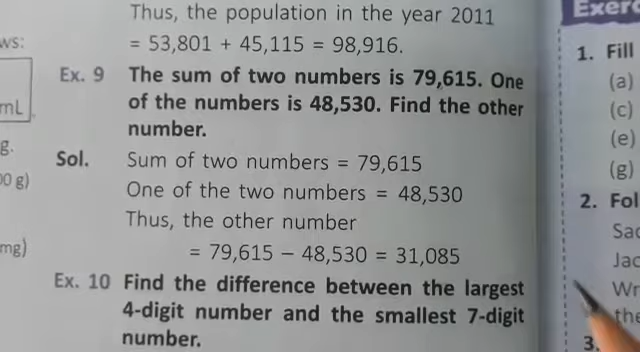 Thus, the population in the year 2011
= 53,801 + 45,115 = 98,916.
Ex. 9 The sum of two numbers is 79,615. One
of the numbers is 48,530. Find the other
number.
Sol. Sum of two numbers = 79,615
One of the two numbers = 48,530
Thus, the other number
= 79,615 – 48,530 = 31,085
Ex. 10 Find the difference between the largest
4-digit number and the smallest 7-digit
number.
ws:
mL
g.
00 g)
mg)
1. Fill
(a)
(c)
(e)
(g)
2. Fol
Sac
Jac
Wr
the
3.